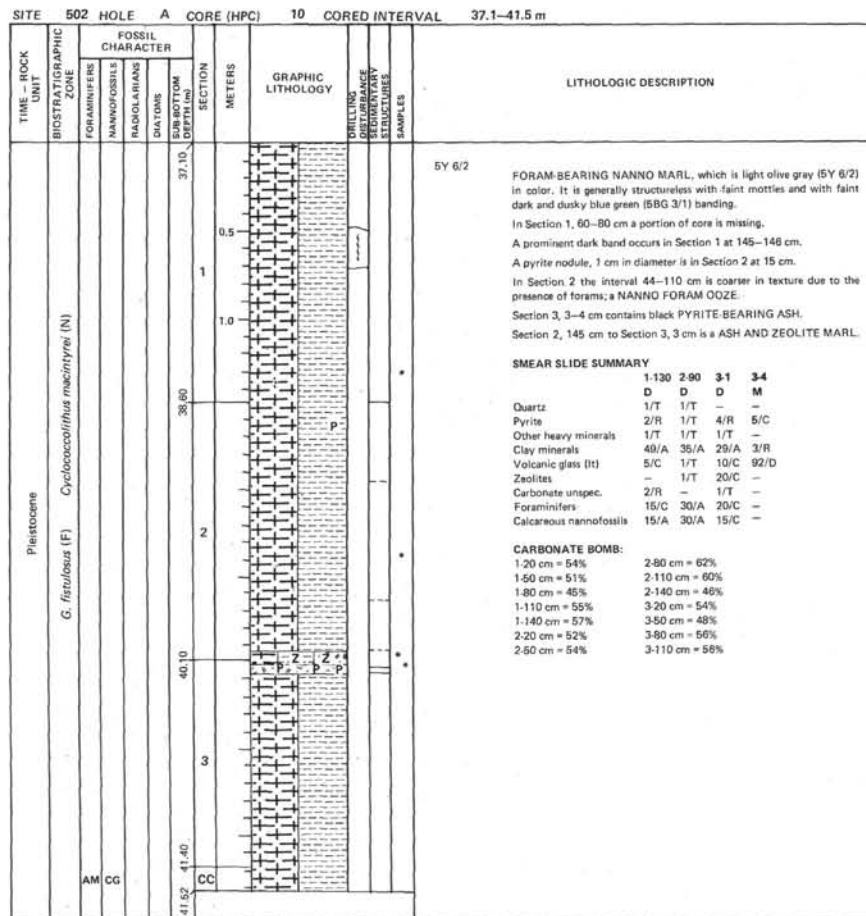 SITE 502 HOLE A CORE (HPC) 10 CORED INTERVAL 37.1–41.5 m
TIME – ROCK UNIT
BIOSTRATIGRAPHIC ZONE
FOSSIL CHARACTER
FORAMINIFERS
NANNOFOSSILS
RADIOLARIANS
DIATOMS
SUB-BOTTOM DEPTH (m)
SECTION
METERS
GRAPHIC LITHOLOGY
DRILLING DISTURBANCE
SEDIMENTARY STRUCTURES
SAMPLES
LITHOLOGIC DESCRIPTION
Pleistocene
G. fistulosus (F) Cyclococcolithus macintyrei (N)
AM CG
37.10
38.60
40.10
41.40
41.52
1
2
3
CC
0.5
1.0
P
Z Z
P P P
*
*
*
*
5Y 6/2
FORAM-BEARING NANNO MARL, which is light olive gray (5Y 6/2)
in color. It is generally structureless with faint mottles and with faint
dark and dusky blue green (5BG 3/1) banding.
In Section 1, 60–80 cm a portion of core is missing.
A prominent dark band occurs in Section 1 at 145–146 cm.
A pyrite nodule, 1 cm in diameter is in Section 2 at 15 cm.
In Section 2 the interval 44–110 cm is coarser in texture due to the
presence of forams; a NANNO FORAM OOZE.
Section 3, 3–4 cm contains black PYRITE-BEARING ASH.
Section 2, 145 cm to Section 3, 3 cm is a ASH AND ZEOLITE MARL.
SMEAR SLIDE SUMMARY
1-130 2-90 3-1 3-4
D D D M
Quartz 1/T 1/T – –
Pyrite 2/R 1/T 4/R 5/C
Other heavy minerals 1/T 1/T 1/T –
Clay minerals 49/A 35/A 29/A 3/R
Volcanic glass (lt) 5/C 1/T 10/C 92/D
Zeolites – 1/T 20/C –
Carbonate unspec. 2/R – 1/T –
Foraminifers 15/C 30/A 20/C –
Calcareous nannofossils 15/A 30/A 15/C –
CARBONATE BOMB:
1-20 cm = 54% 2-80 cm = 62%
1-50 cm = 51% 2-110 cm = 60%
1-80 cm = 45% 2-140 cm = 46%
1-110 cm = 55% 3-20 cm = 54%
1-140 cm = 57% 3-50 cm = 48%
2-20 cm = 52% 3-80 cm = 56%
2-50 cm = 54% 3-110 cm = 56%